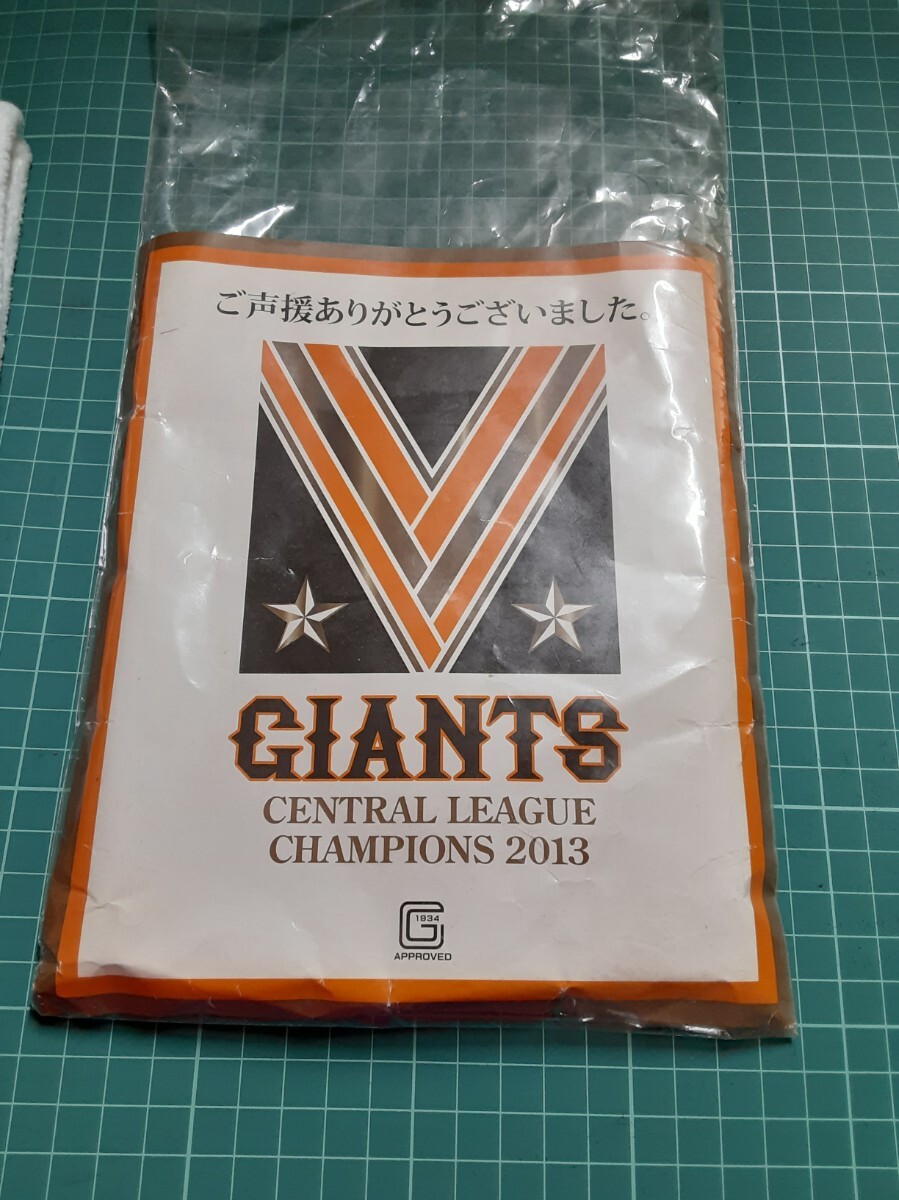 ご声援ありがとうございました。
GIANTS
CENTRAL LEAGUE
CHAMPIONS 2013
1934
G
APPROVED